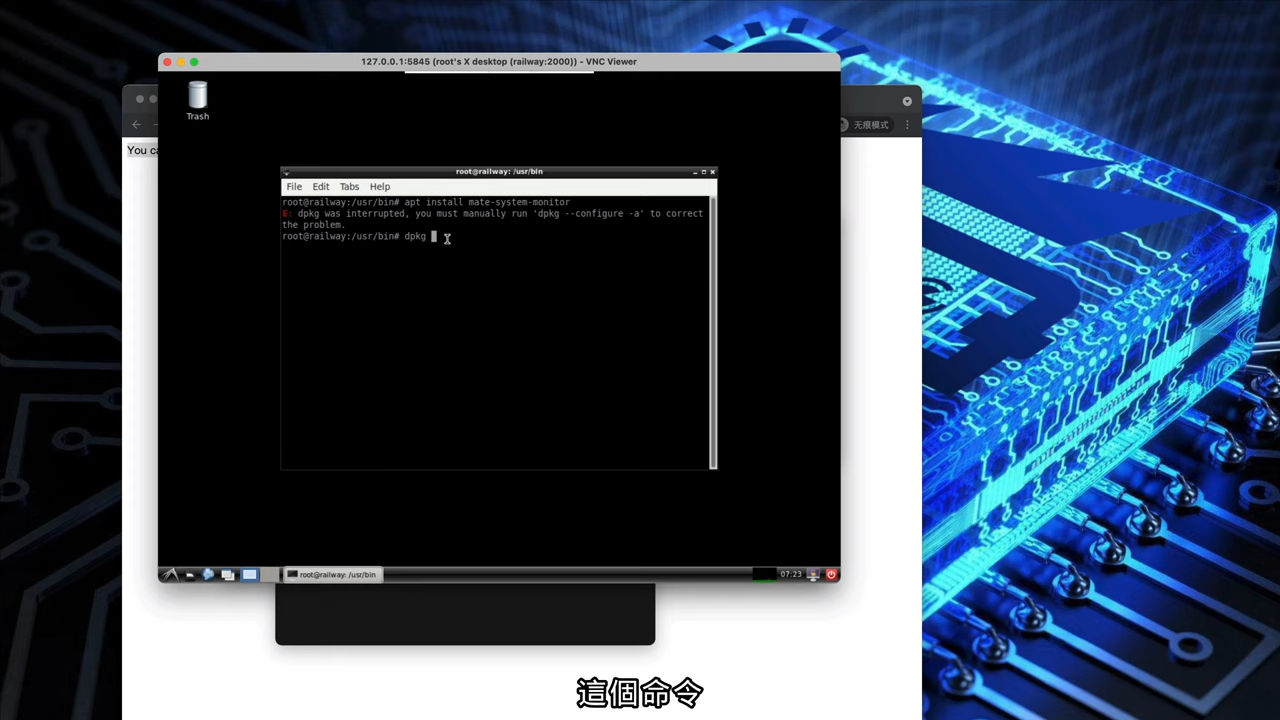 127.0.0.1:5845 (root's X desktop (railway:2000)) - VNC Viewer
Trash
无痕模式
You ca
root@railway: /usr/bin
File Edit Tabs Help
root@railway:/usr/bin# apt install mate-system-monitor
E: dpkg was interrupted, you must manually run 'dpkg --configure -a' to correct
the problem.
root@railway:/usr/bin# dpkg
root@railway: /usr/bin
07:23
這個命令